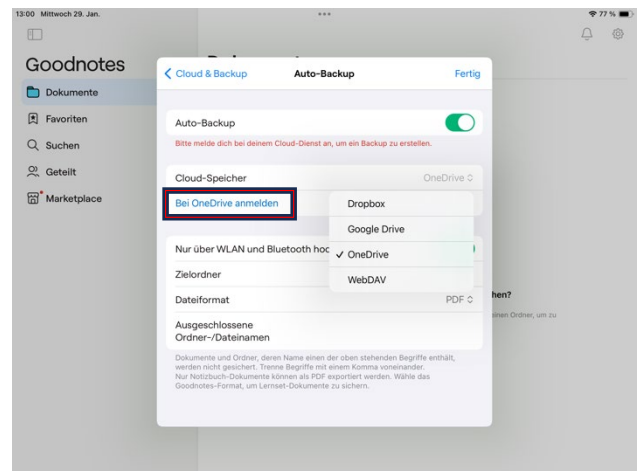 13:00 Mittwoch 29. Jan.
77 %
Goodnotes
Dokumente
Favoriten
Suchen
Geteilt
Marketplace
Cloud & Backup
Auto-Backup
Fertig
Auto-Backup
Bitte melde dich bei deinem Cloud-Dienst an, um ein Backup zu erstellen.
Cloud-Speicher
OneDrive
Bei OneDrive anmelden
Dropbox
Google Drive
OneDrive
WebDAV
Nur über WLAN und Bluetooth hoc
Zielordner
Dateiformat
PDF
Ausgeschlossene
Ordner-/Dateinamen
Dokumente und Ordner, deren Name einen der oben stehenden Begriffe enthält,
werden nicht gesichert. Trenne Begriffe mit einem Komma voneinander.
Nur Notizbuch-Dokumente können als PDF exportiert werden. Wähle das
Goodnotes-Format, um Lernset-Dokumente zu sichern.
hen?
einen Ordner, um zu